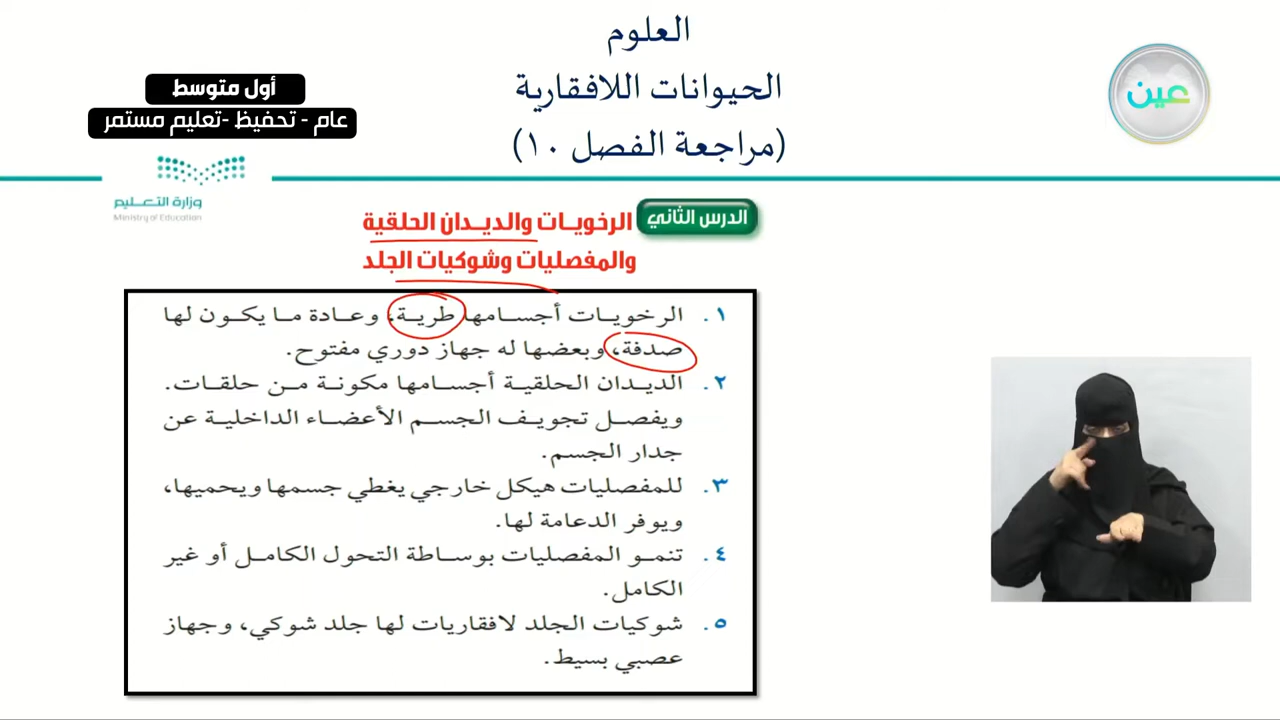 العلوم
الحيوانات اللافقارية
(مراجعة الفصل ١٠)
عين
أول متوسط
عام - تحفيظ -تعليم مستمر
وزارة التعليم
Ministry of Education
الدرس الثاني الرخويات والديدان الحلقية
والمفصليات وشوكيات الجلد
١. الرخويات أجسامها طرية، وعادة ما يكون لها
صدفة، وبعضها له جهاز دوري مفتوح.
٢. الديدان الحلقية أجسامها مكونة من حلقات.
ويفصل تجويف الجسم الأعضاء الداخلية عن
جدار الجسم.
٣. للمفصليات هيكل خارجي يغطي جسمها ويحميها،
ويوفر الدعامة لها.
٤. تنمو المفصليات بوساطة التحول الكامل أو غير
الكامل.
٥. شوكيات الجلد لافقاريات لها جلد شوكي، وجهاز
عصبي بسيط.